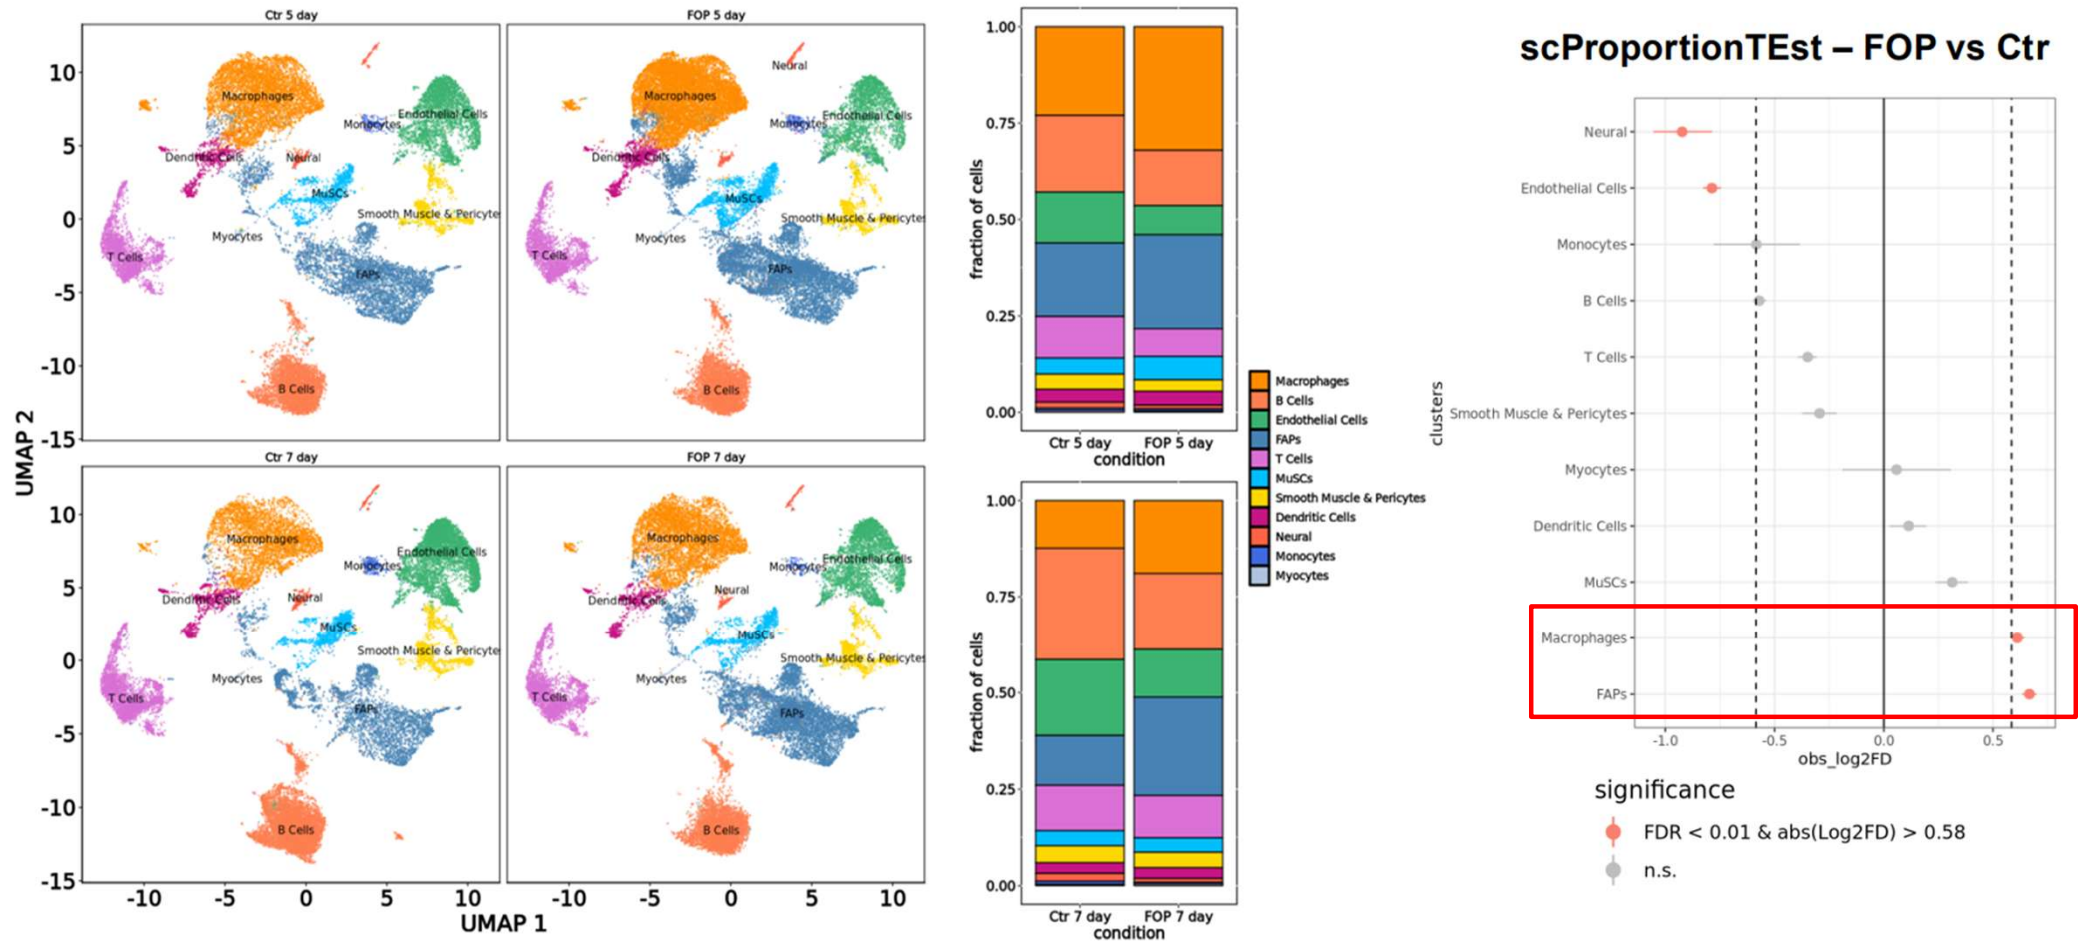 Ctr 5 day
FOP 5 day
10
5
0
-5
-10
-15
Macrophages
Endothelial Cells
Monocytes
Dendritic Cells
Neural
MuSCs
Smooth Muscle & Pericyte
Myocytes
T Cells
FAPs
B Cells
Neural
Macrophages
Endothelial Cells
Monocytes
Dendritic Cells
MuSCs
Smooth Muscle & Pericytes
Myocytes
T Cells
FAPs
B Cells
UMAP 2
Ctr 7 day
FOP 7 day
10
5
0
-5
-10
-15
Macrophages
Endothelial Cells
Monocytes
Dendritic Cells
Neural
MuSCs
Smooth Muscle & Pericyte
Myocytes
T Cells
FAPs
B Cells
Macrophages
Endothelial Cells
Monocytes
Dendritic Cells
Neural
MuSCs
Smooth Muscle & Pericytes
Myocytes
T Cells
FAPs
B Cells
-10 -5 0 5 10
-10 -5 0 5 10
UMAP 1
1.00
0.75
0.50
0.25
0.00
fraction of cells
Ctr 5 day FOP 5 day
condition
1.00
0.75
0.50
0.25
0.00
fraction of cells
Ctr 7 day FOP 7 day
condition
Macrophages
B Cells
Endothelial Cells
FAPs
T Cells
MuSCs
Smooth Muscle & Pericytes
Dendritic Cells
Neural
Monocytes
Myocytes
scProportionTEst – FOP vs Ctr
clusters
Neural
Endothelial Cells
Monocytes
B Cells
T Cells
Smooth Muscle & Pericytes
Myocytes
Dendritic Cells
MuSCs
Macrophages
FAPs
-1.0 -0.5 0.0 0.5
obs_log2FD
significance
FDR < 0.01 & abs(Log2FD) > 0.58
n.s.